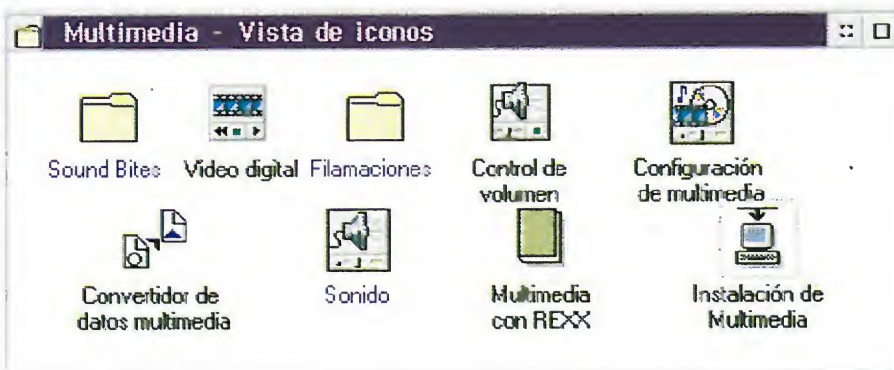 Multimedia - Vista de iconos
Sound Bites
Video digital
Filamaciones
Control de
volumen
Configuración
de multimedia
Convertidor de
datos multimedia
Sonido
Multimedia
con REXX
Instalación de
Multimedia